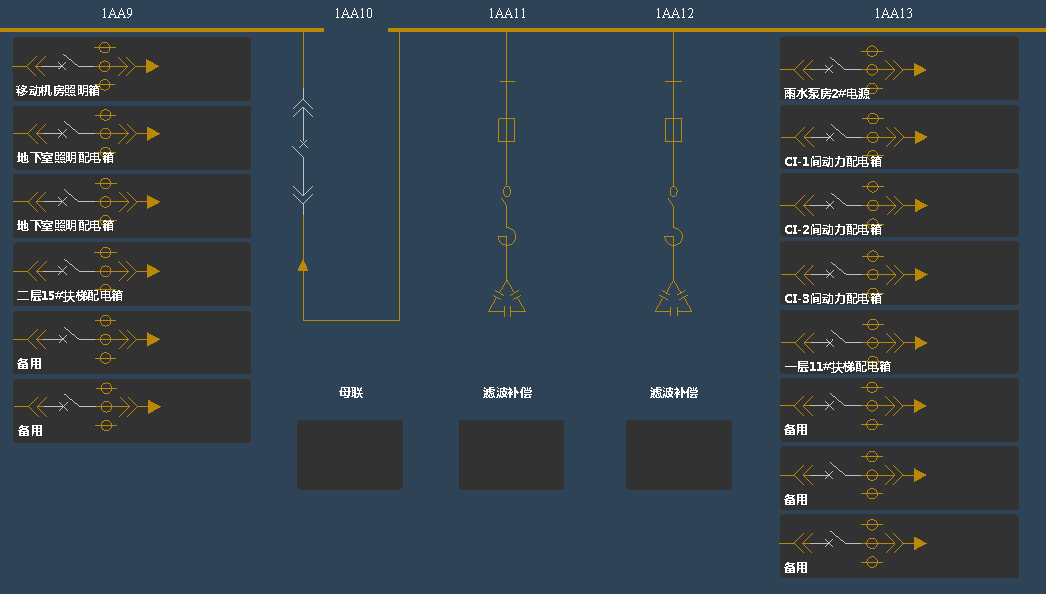 1AA9
1AA10
1AA11
1AA12
1AA13
移动机房照明箱
地下室照明配电箱
地下室照明配电箱
二层15#扶梯配电箱
备用
备用
母联
滤波补偿
滤波补偿
雨水泵房2#电源
CI-1间动力配电箱
CI-2间动力配电箱
CI-3间动力配电箱
一层11#扶梯配电箱
备用
备用
备用